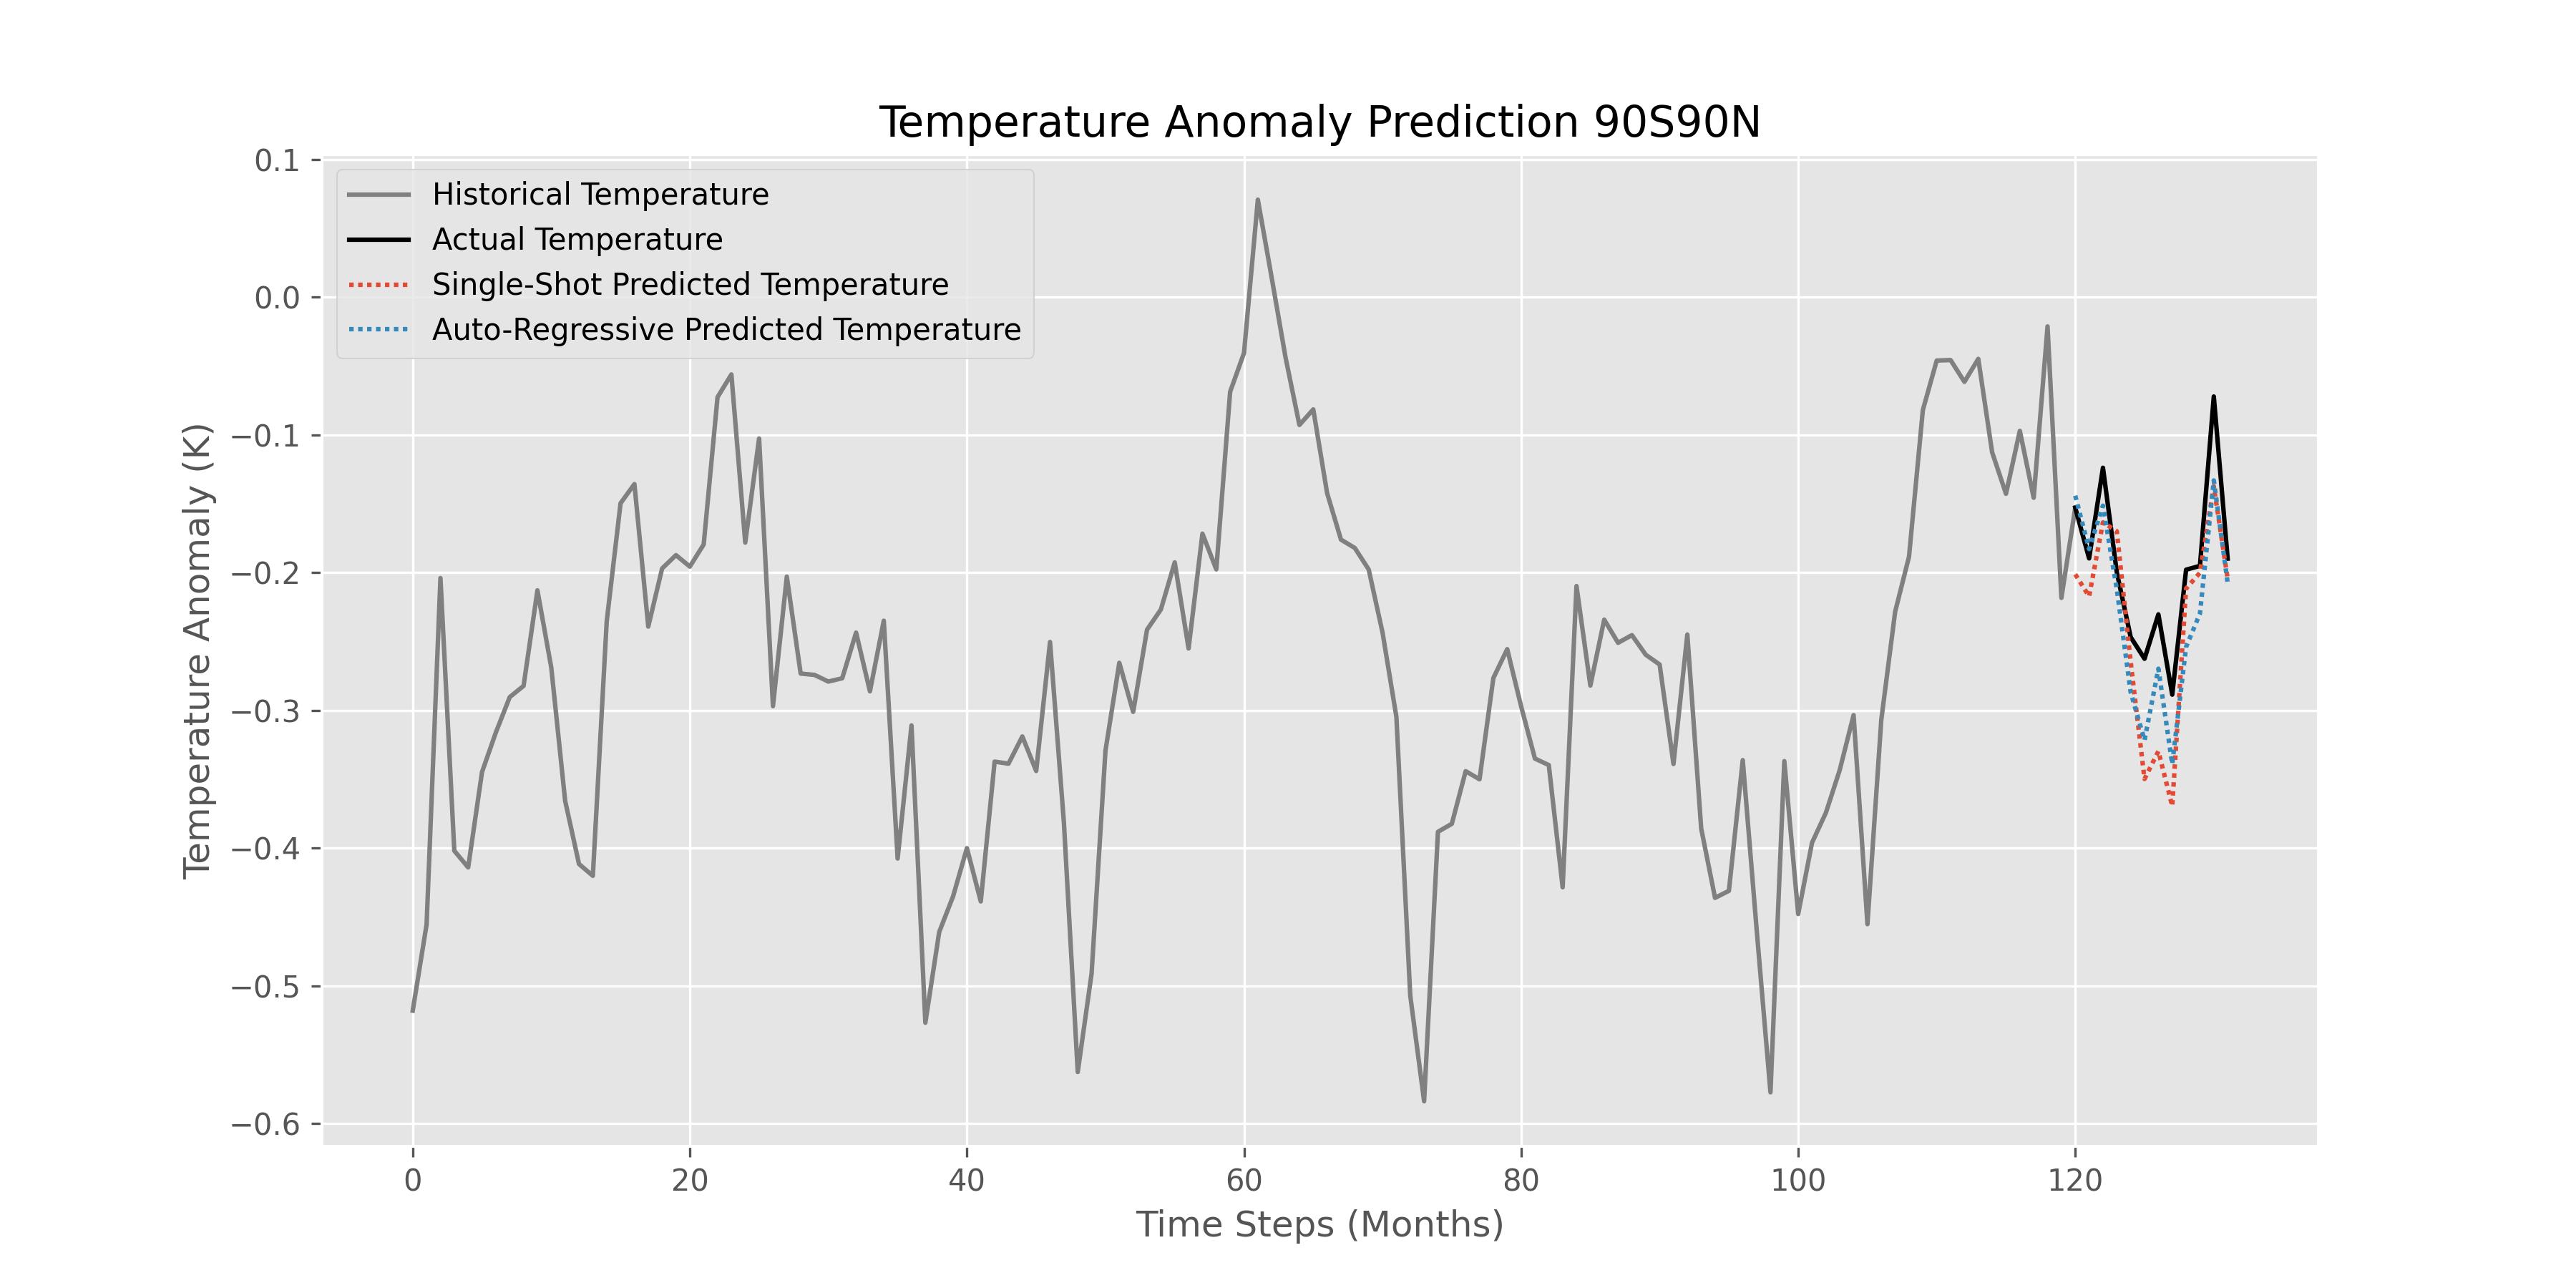 Temperature Anomaly Prediction 90S90N
Historical Temperature
Actual Temperature
Single-Shot Predicted Temperature
Auto-Regressive Predicted Temperature
Temperature Anomaly (K)
0.1
0.0
−0.1
−0.2
−0.3
−0.4
−0.5
−0.6
0 20 40 60 80 100 120
Time Steps (Months)